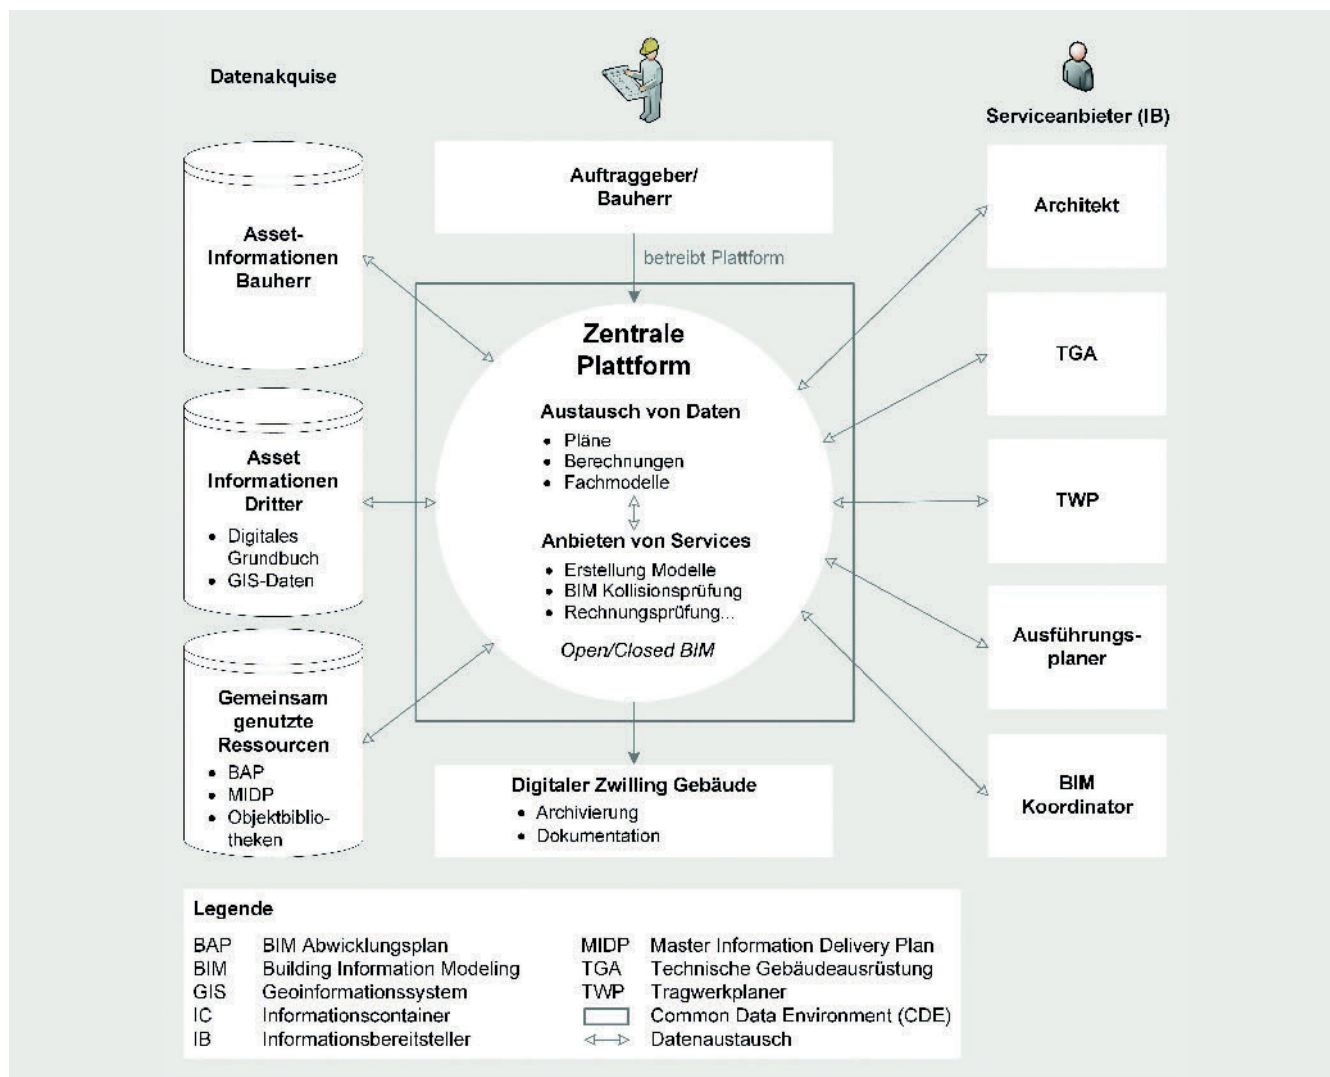 Datenakquise
Serviceanbieter (IB)
Asset-
Informationen
Bauherr
Auftraggeber/
Bauherr
betreibt Plattform
Architekt
TGA
Zentrale
Plattform
Austausch von Daten
• Pläne
• Berechnungen
• Fachmodelle
Anbieten von Services
• Erstellung Modelle
• BIM Kollisionsprüfung
• Rechnungsprüfung...
Open/Closed BIM
Asset
Informationen
Dritter
• Digitales
Grundbuch
• GIS-Daten
TWP
Ausführungs-
planer
Gemeinsam
genutzte
Ressourcen
• BAP
• MIDP
• Objektbiblio-
theken
Digitaler Zwilling Gebäude
• Archivierung
• Dokumentation
BIM
Koordinator
Legende
BAP BIM Abwicklungsplan
BIM Building Information Modeling
GIS Geoinformationssystem
IC Informationscontainer
IB Informationsbereitsteller
MIDP Master Information Delivery Plan
TGA Technische Gebäudeausrüstung
TWP Tragwerkplaner
Common Data Environment (CDE)
Datenaustausch